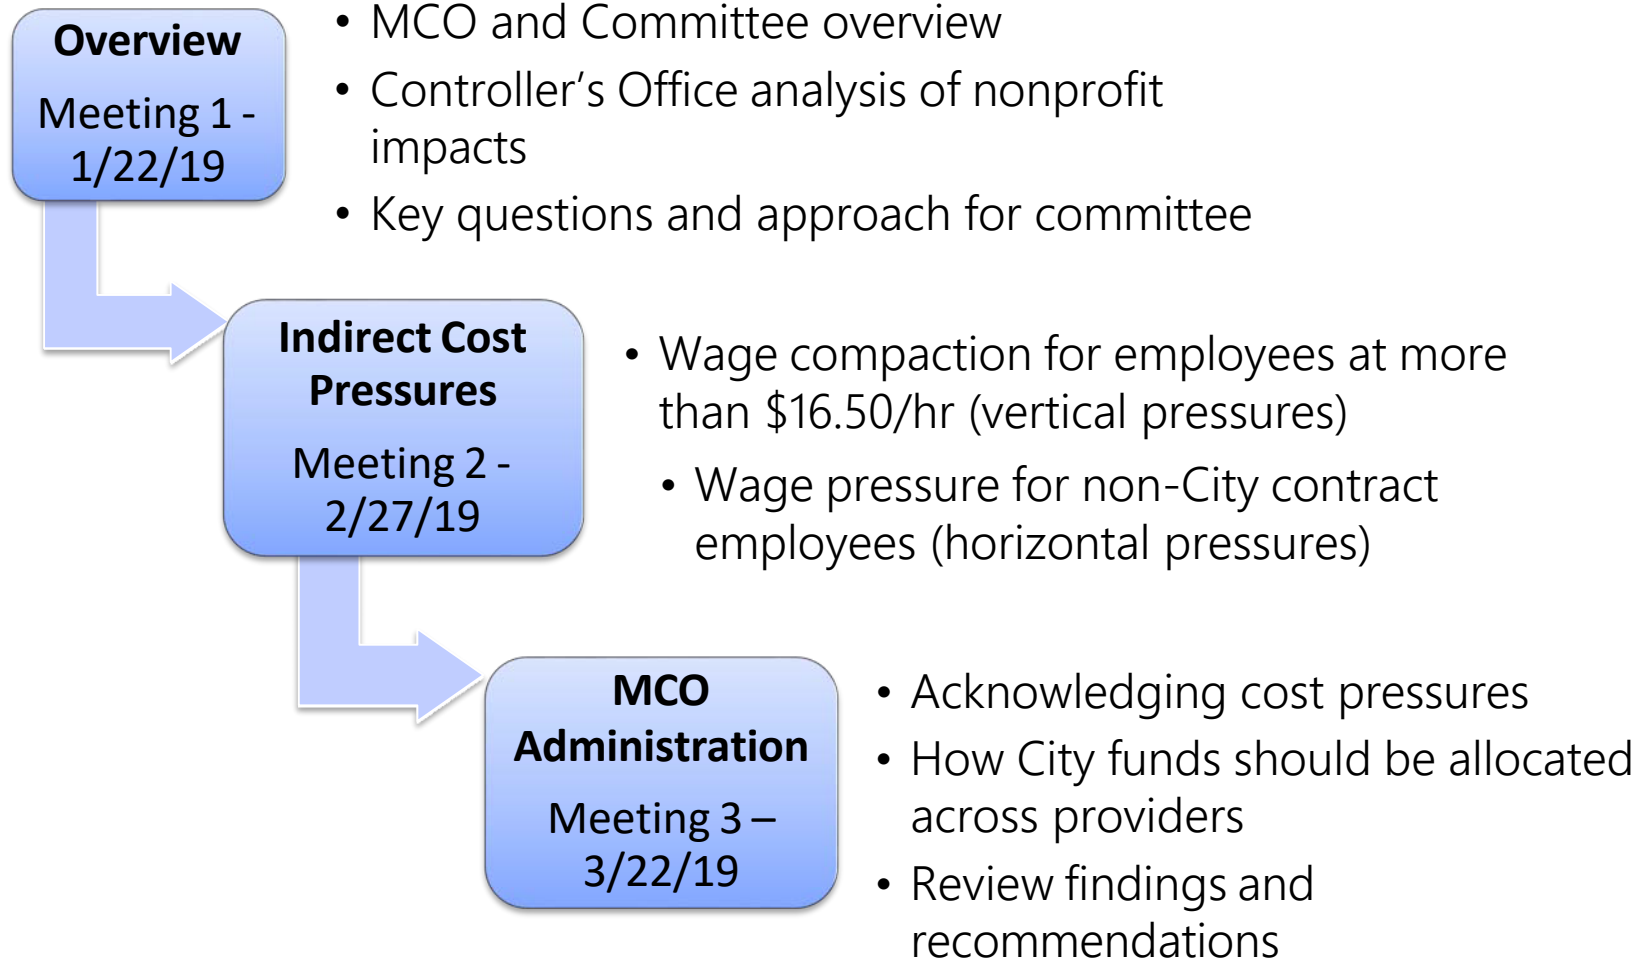 Overview
Meeting 1 -
1/22/19
• MCO and Committee overview
• Controller’s Office analysis of nonprofit
impacts
• Key questions and approach for committee
Indirect Cost
Pressures
Meeting 2 -
2/27/19
• Wage compaction for employees at more
than $16.50/hr (vertical pressures)
• Wage pressure for non-City contract
employees (horizontal pressures)
MCO
Administration
Meeting 3 –
3/22/19
• Acknowledging cost pressures
• How City funds should be allocated
across providers
• Review findings and
recommendations